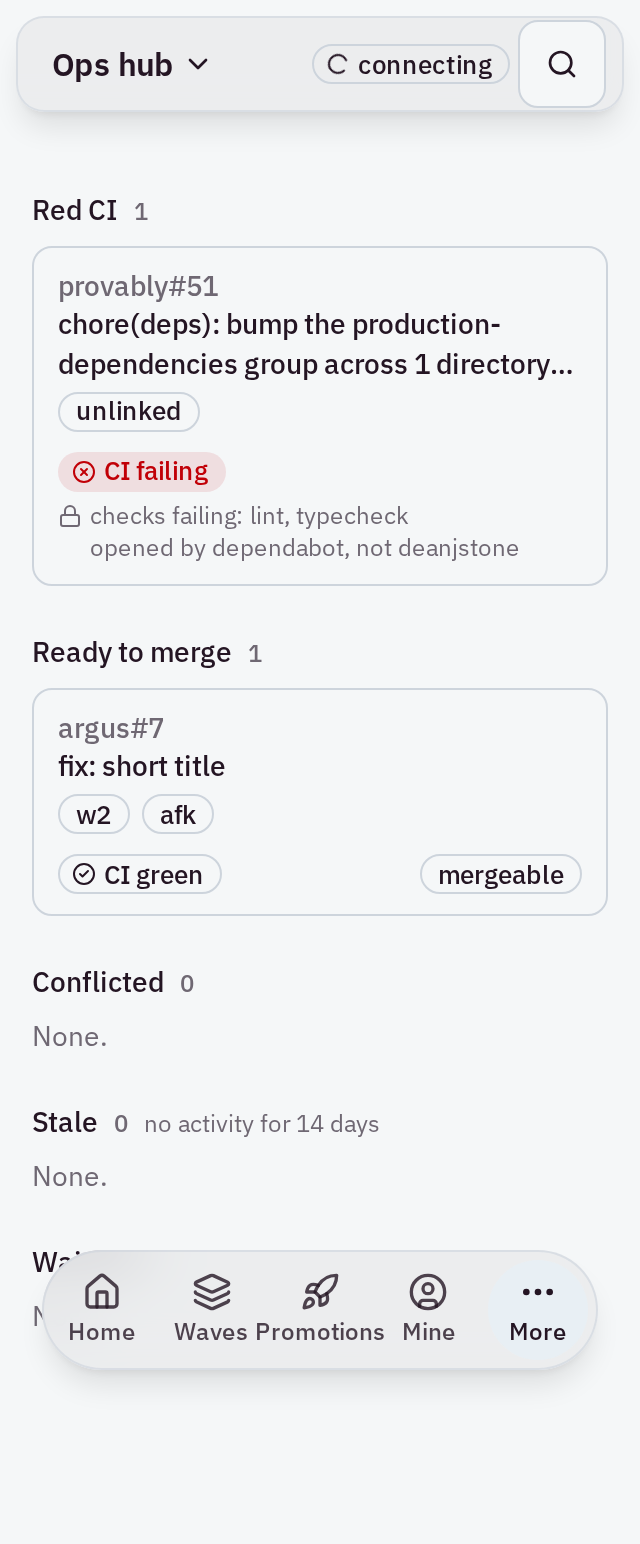 Ops hub
connecting
Red CI 1
provably#51
chore(deps): bump the production-
dependencies group across 1 directory...
unlinked
CI failing
checks failing: lint, typecheck
opened by dependabot, not deanjstone
Ready to merge 1
argus#7
fix: short title
w2 afk
CI green mergeable
Conflicted 0
None.
Stale 0 no activity for 14 days
None.
Home Waves Promotions Mine More